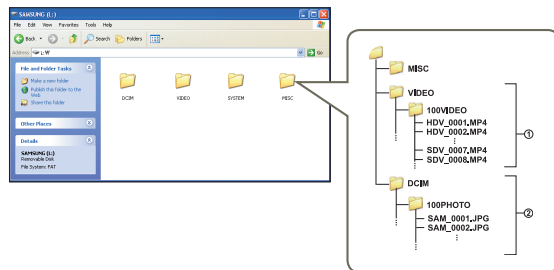 SAMSUNG (L:)
File Edit View Favorites Tools Help
Back Search Folders
Address L:₩ Go
File and Folder Tasks
Make a new folder
Publish this folder to the Web
Share this folder
Other Places
Details
SAMSUNG (L:)
Removable Disk
File System: FAT
DCIM VIDEO SYSTEM MISC
MISC
VIDEO
100VIDEO
HDV_0001.MP4
HDV_0002.MP4
SDV_0007.MP4
SDV_0008.MP4
①
DCIM
100PHOTO
SAM_0001.JPG
SAM_0002.JPG
②